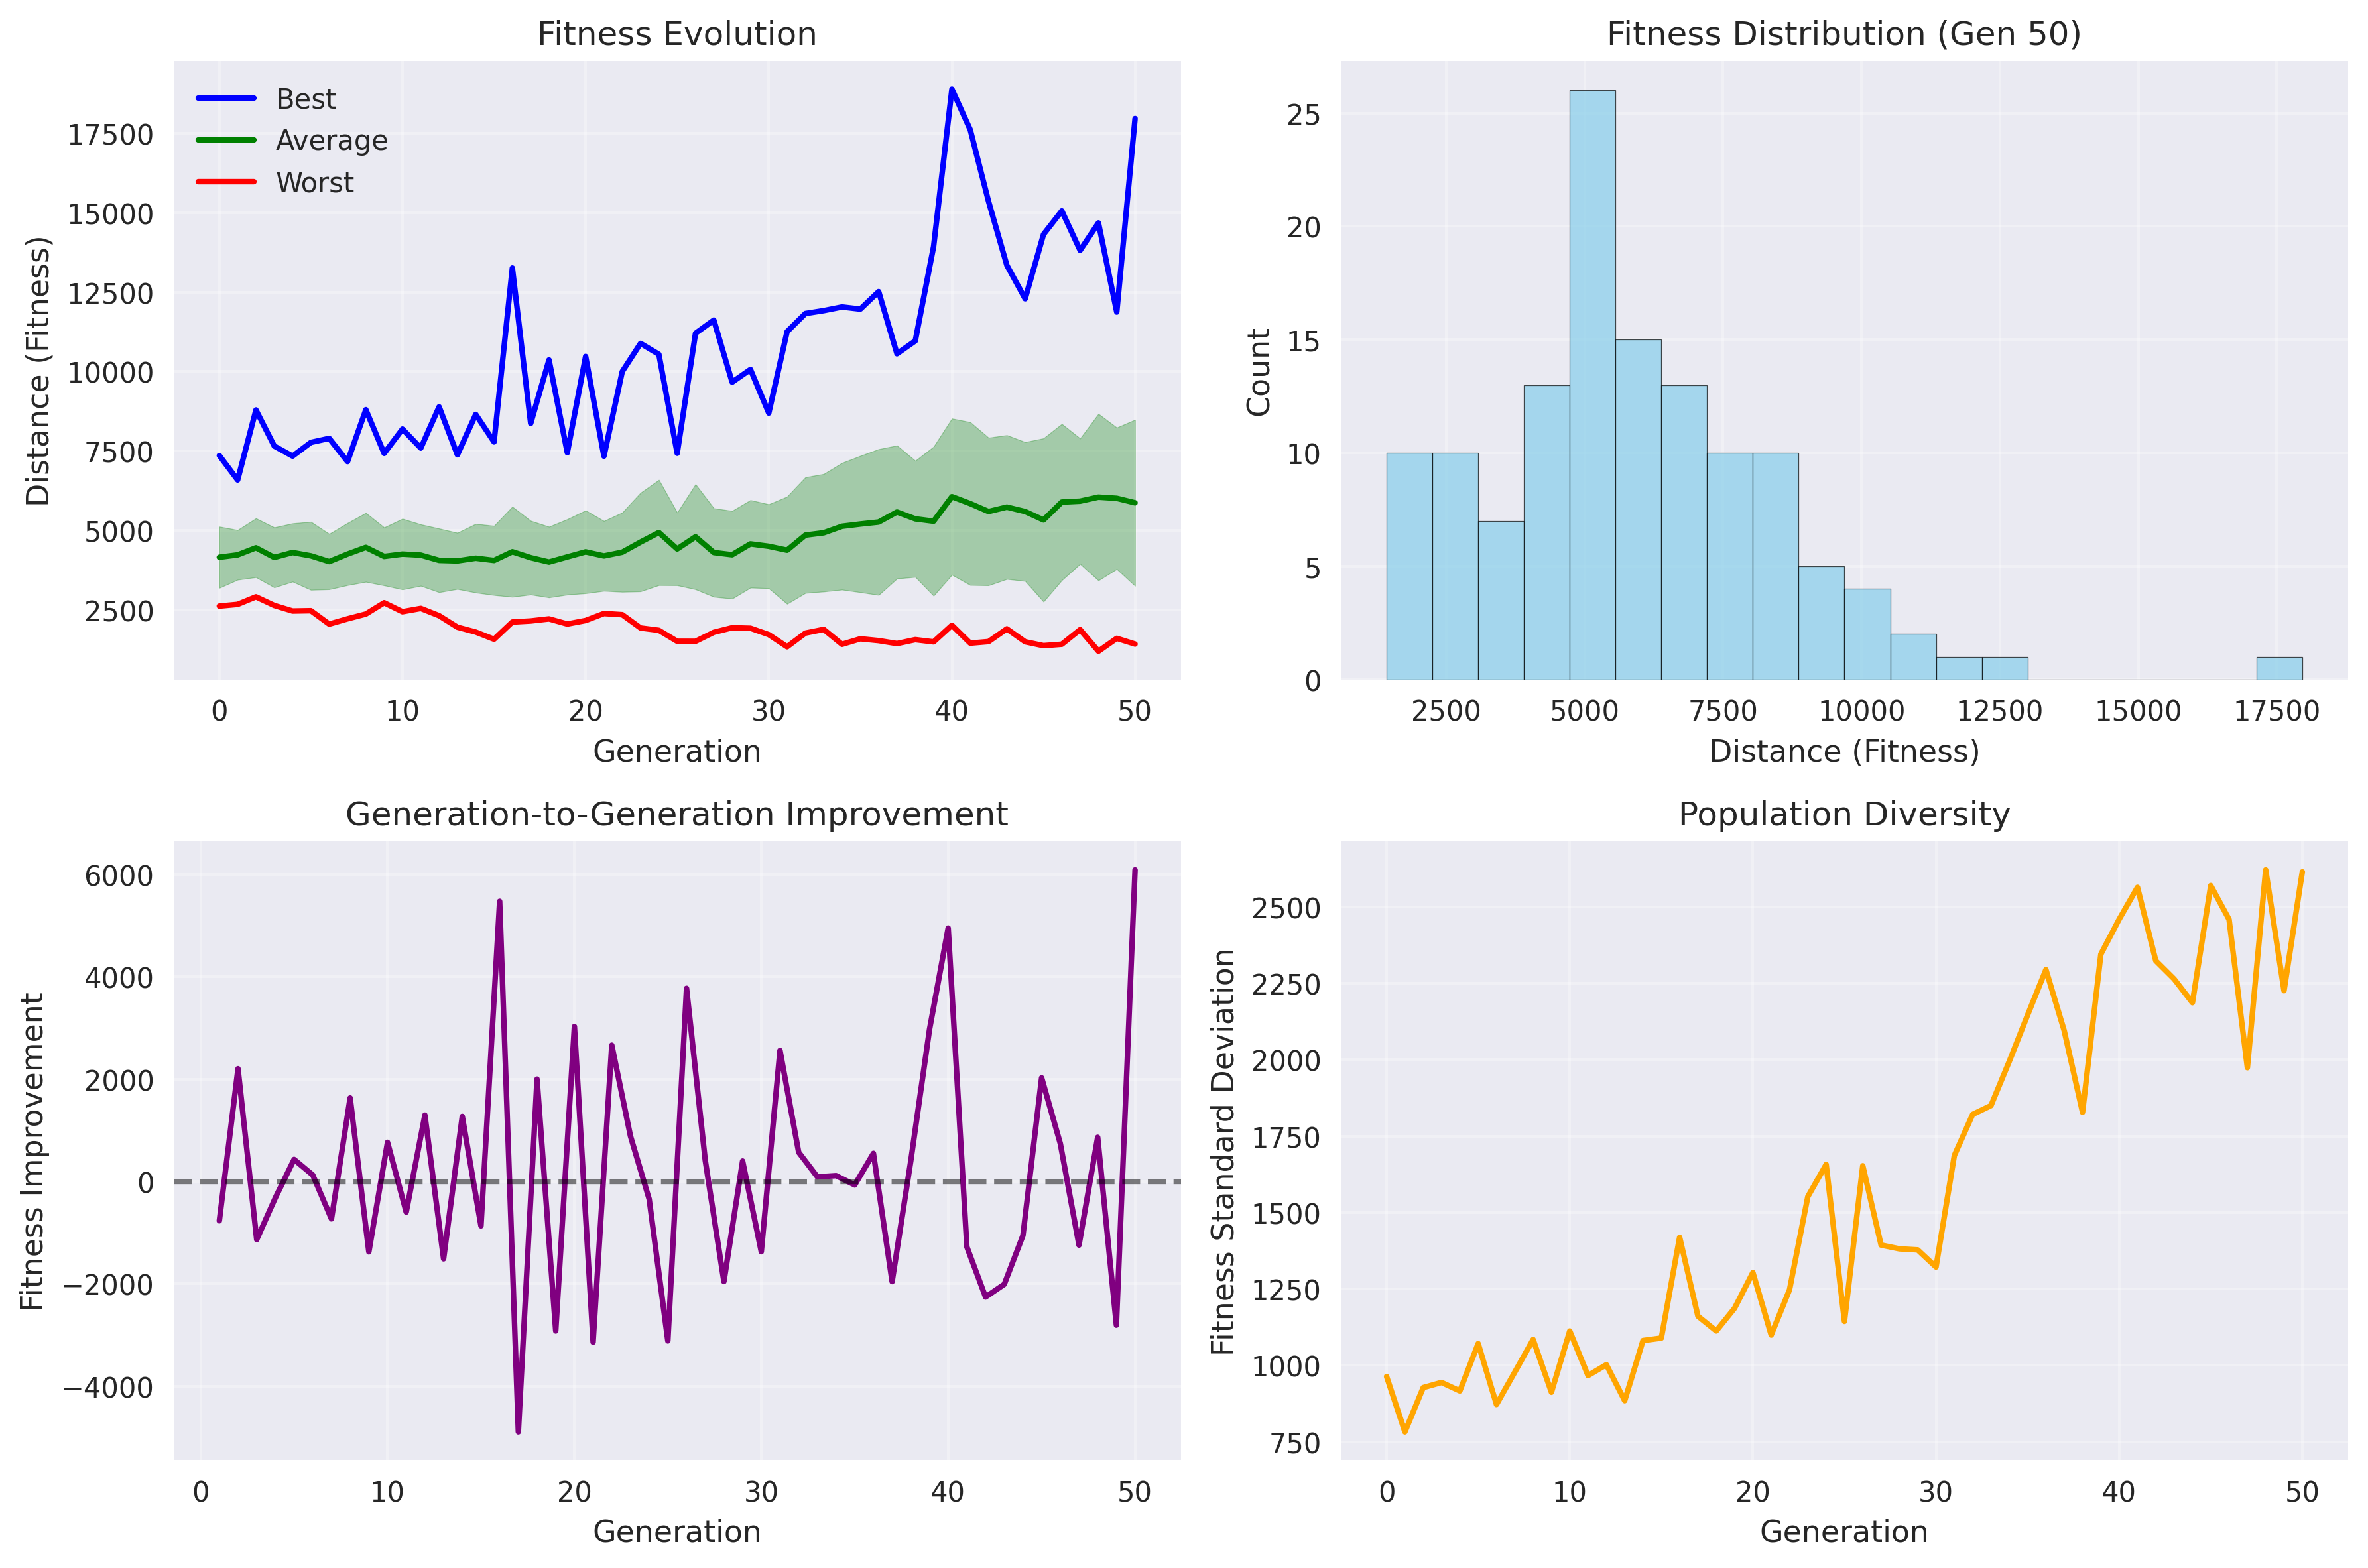 Fitness Evolution
Distance (Fitness)
17500
15000
12500
10000
7500
5000
2500
Best
Average
Worst
0 10 20 30 40 50
Generation
Fitness Distribution (Gen 50)
Count
25
20
15
10
5
0
2500 5000 7500 10000 12500 15000 17500
Distance (Fitness)
Generation-to-Generation Improvement
Fitness Improvement
6000
4000
2000
0
−2000
−4000
0 10 20 30 40 50
Generation
Population Diversity
Fitness Standard Deviation
2500
2250
2000
1750
1500
1250
1000
750
0 10 20 30 40 50
Generation